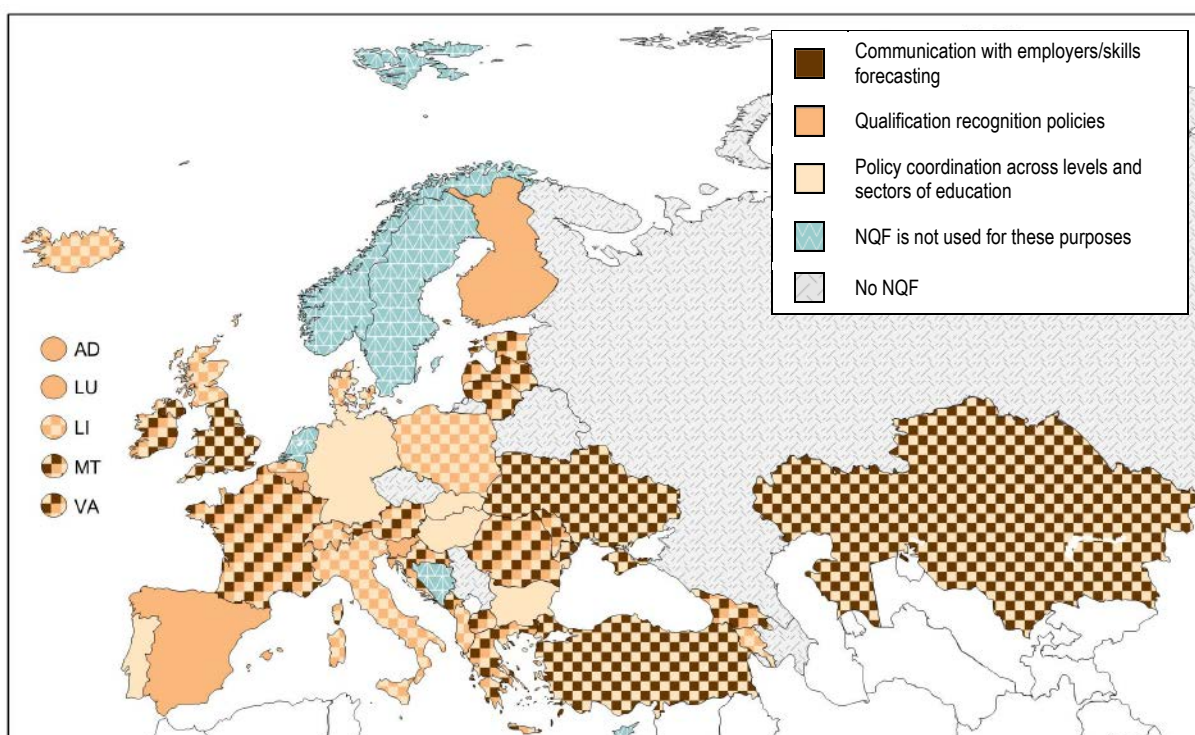 Communication with employers/skills
forecasting
Qualification recognition policies
Policy coordination across levels and
sectors of education
NQF is not used for these purposes
No NQF
AD
LU
LI
MT
VA